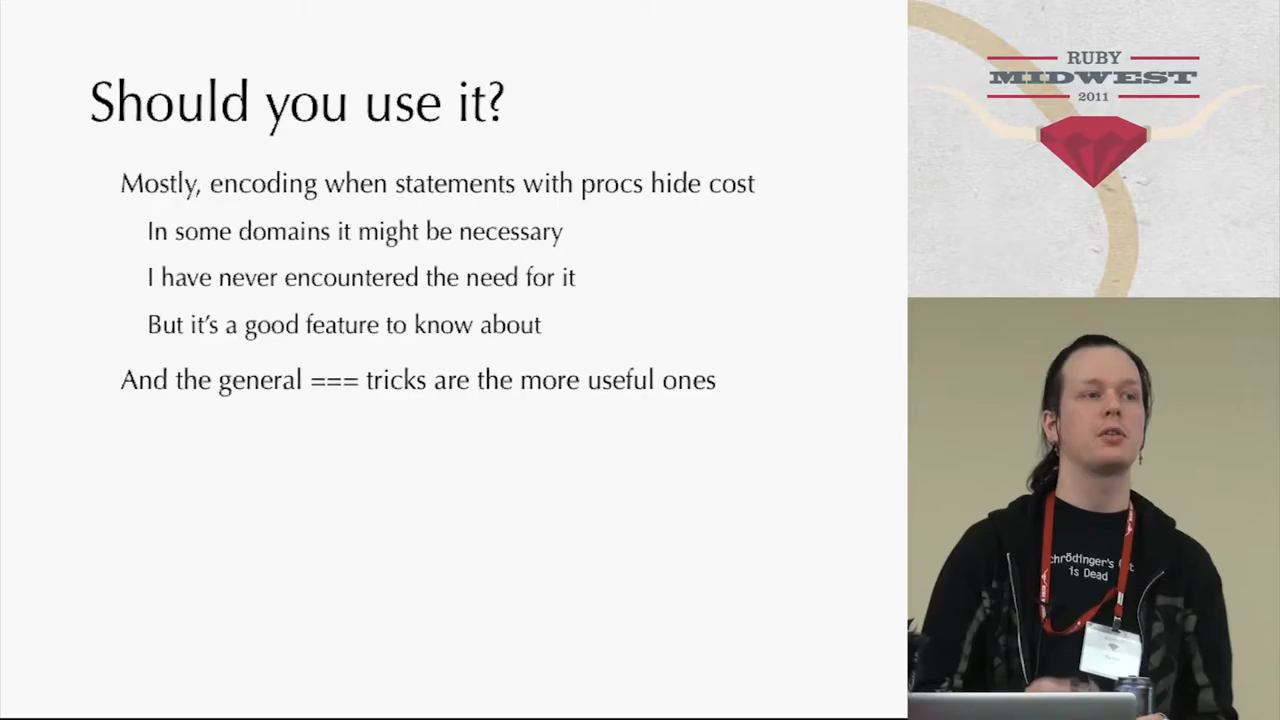 Should you use it?
Mostly, encoding when statements with procs hide cost
In some domains it might be necessary
I have never encountered the need for it
But it's a good feature to know about
And the general === tricks are the more useful ones
RUBY
MIDWEST
2011
is Dead